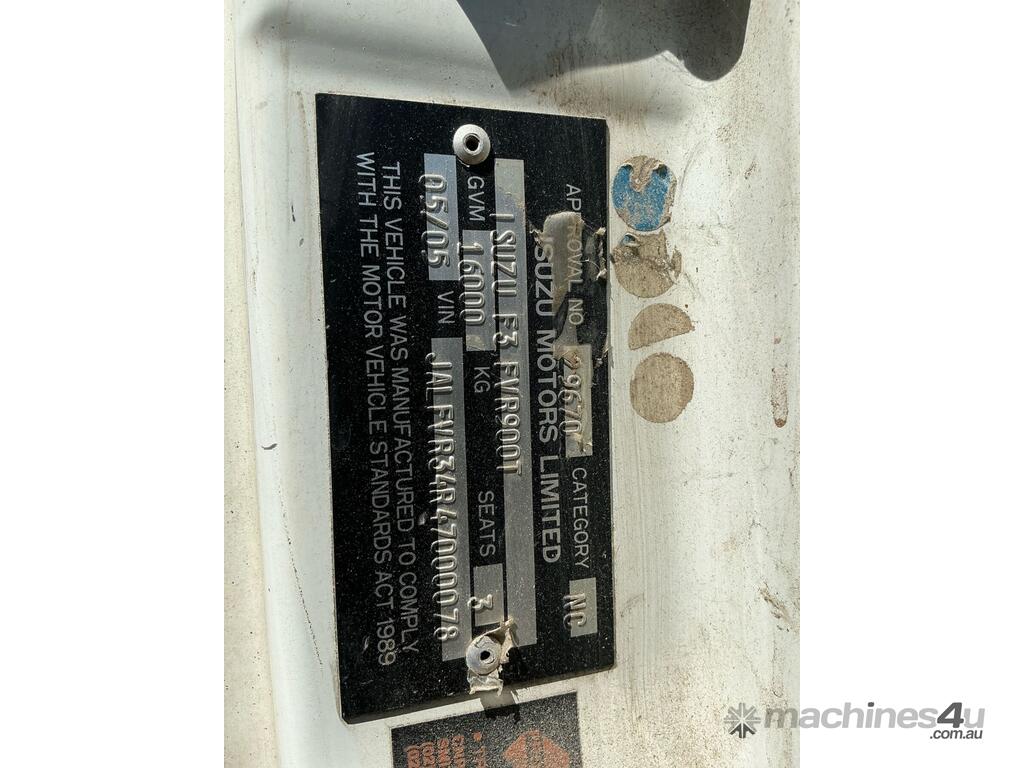 APPROVAL NO 29670 CATEGORY NC
ISUZU MOTORS LIMITED
ISUZU F3 FVR900T
GVM 16000 KG SEATS 3
05/05 VIN JALFVR34R47000078
THIS VEHICLE WAS MANUFACTURED TO COMPLY
WITH THE MOTOR VEHICLE STANDARDS ACT 1989
machines4u
.com.au